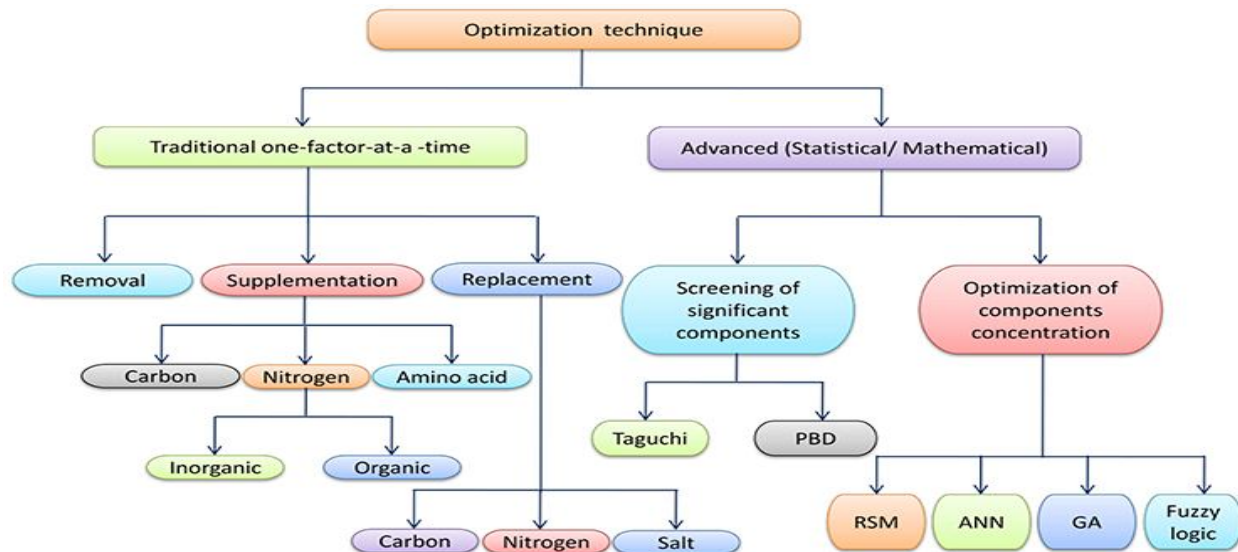 Optimization technique
Traditional one-factor-at-a -time
Advanced (Statistical/ Mathematical)
Removal
Supplementation
Replacement
Screening of
significant
components
Optimization of
components
concentration
Carbon
Nitrogen
Amino acid
Taguchi
PBD
Inorganic
Organic
RSM
ANN
GA
Fuzzy
logic
Carbon
Nitrogen
Salt